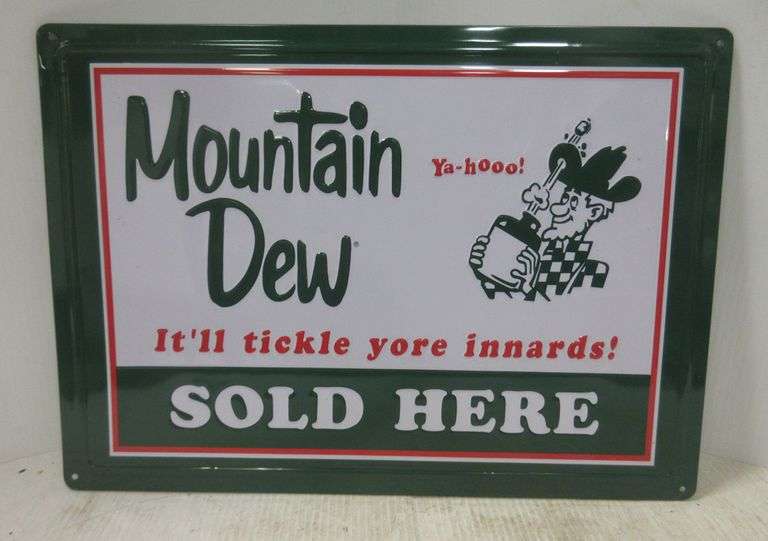 Mountain
Dew®
Ya-hooo!
It'll tickle yore innards!
SOLD HERE